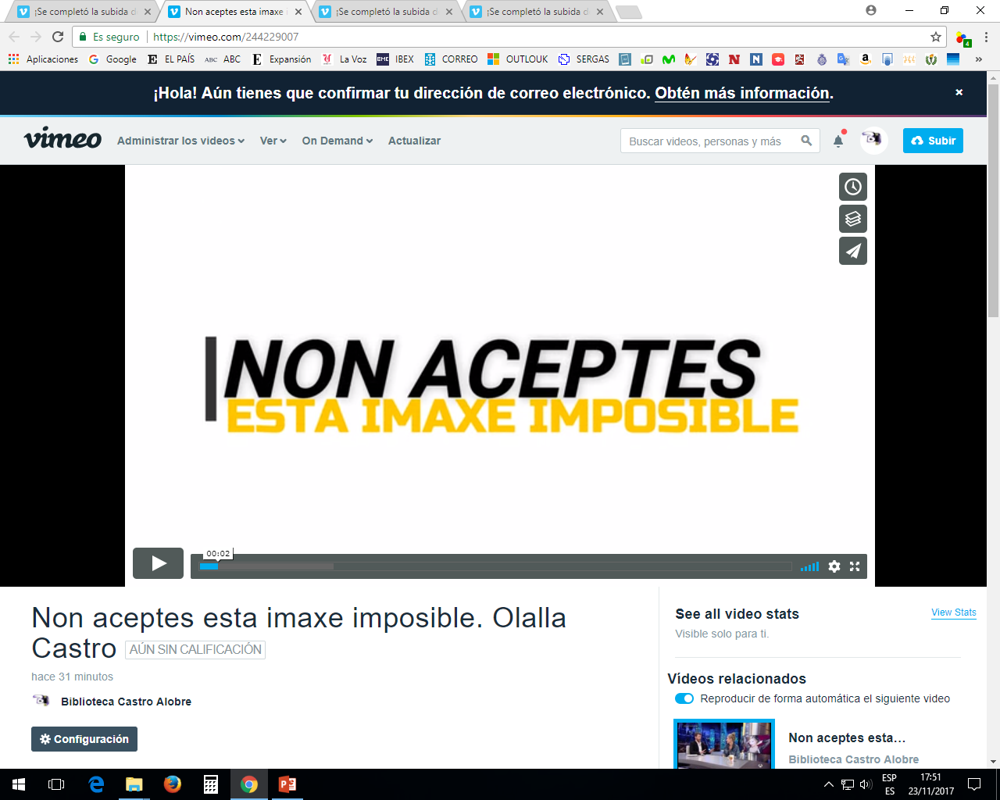 ¡Se completó la subida d
Non aceptes esta imaxe i
¡Se completó la subida d
¡Se completó la subida d
Es seguro
https://vimeo.com/244229007
Aplicaciones
Google
EL PAÍS
ABC
ABC
Expansión
La Voz
BME
IBEX
CORREO
OUTLOUK
SERGAS
»
¡Hola! Aún tienes que confirmar tu dirección de correo electrónico. Obtén más información.
vimeo
Administrar los videos
Ver
On Demand
Actualizar
Buscar videos, personas y más
Subir
NON ACEPTES
ESTA IMAXE IMPOSIBLE
00:02
Non aceptes esta imaxe imposible. Olalla
Castro AÚN SIN CALIFICACIÓN
hace 31 minutos
Biblioteca Castro Alobre
Configuración
See all video stats
View Stats
Visible solo para ti.
Vídeos relacionados
Reproducir de forma automática el siguiente video
Non aceptes esta...
Biblioteca Castro Alobre
ESP
ES
17:51
23/11/2017